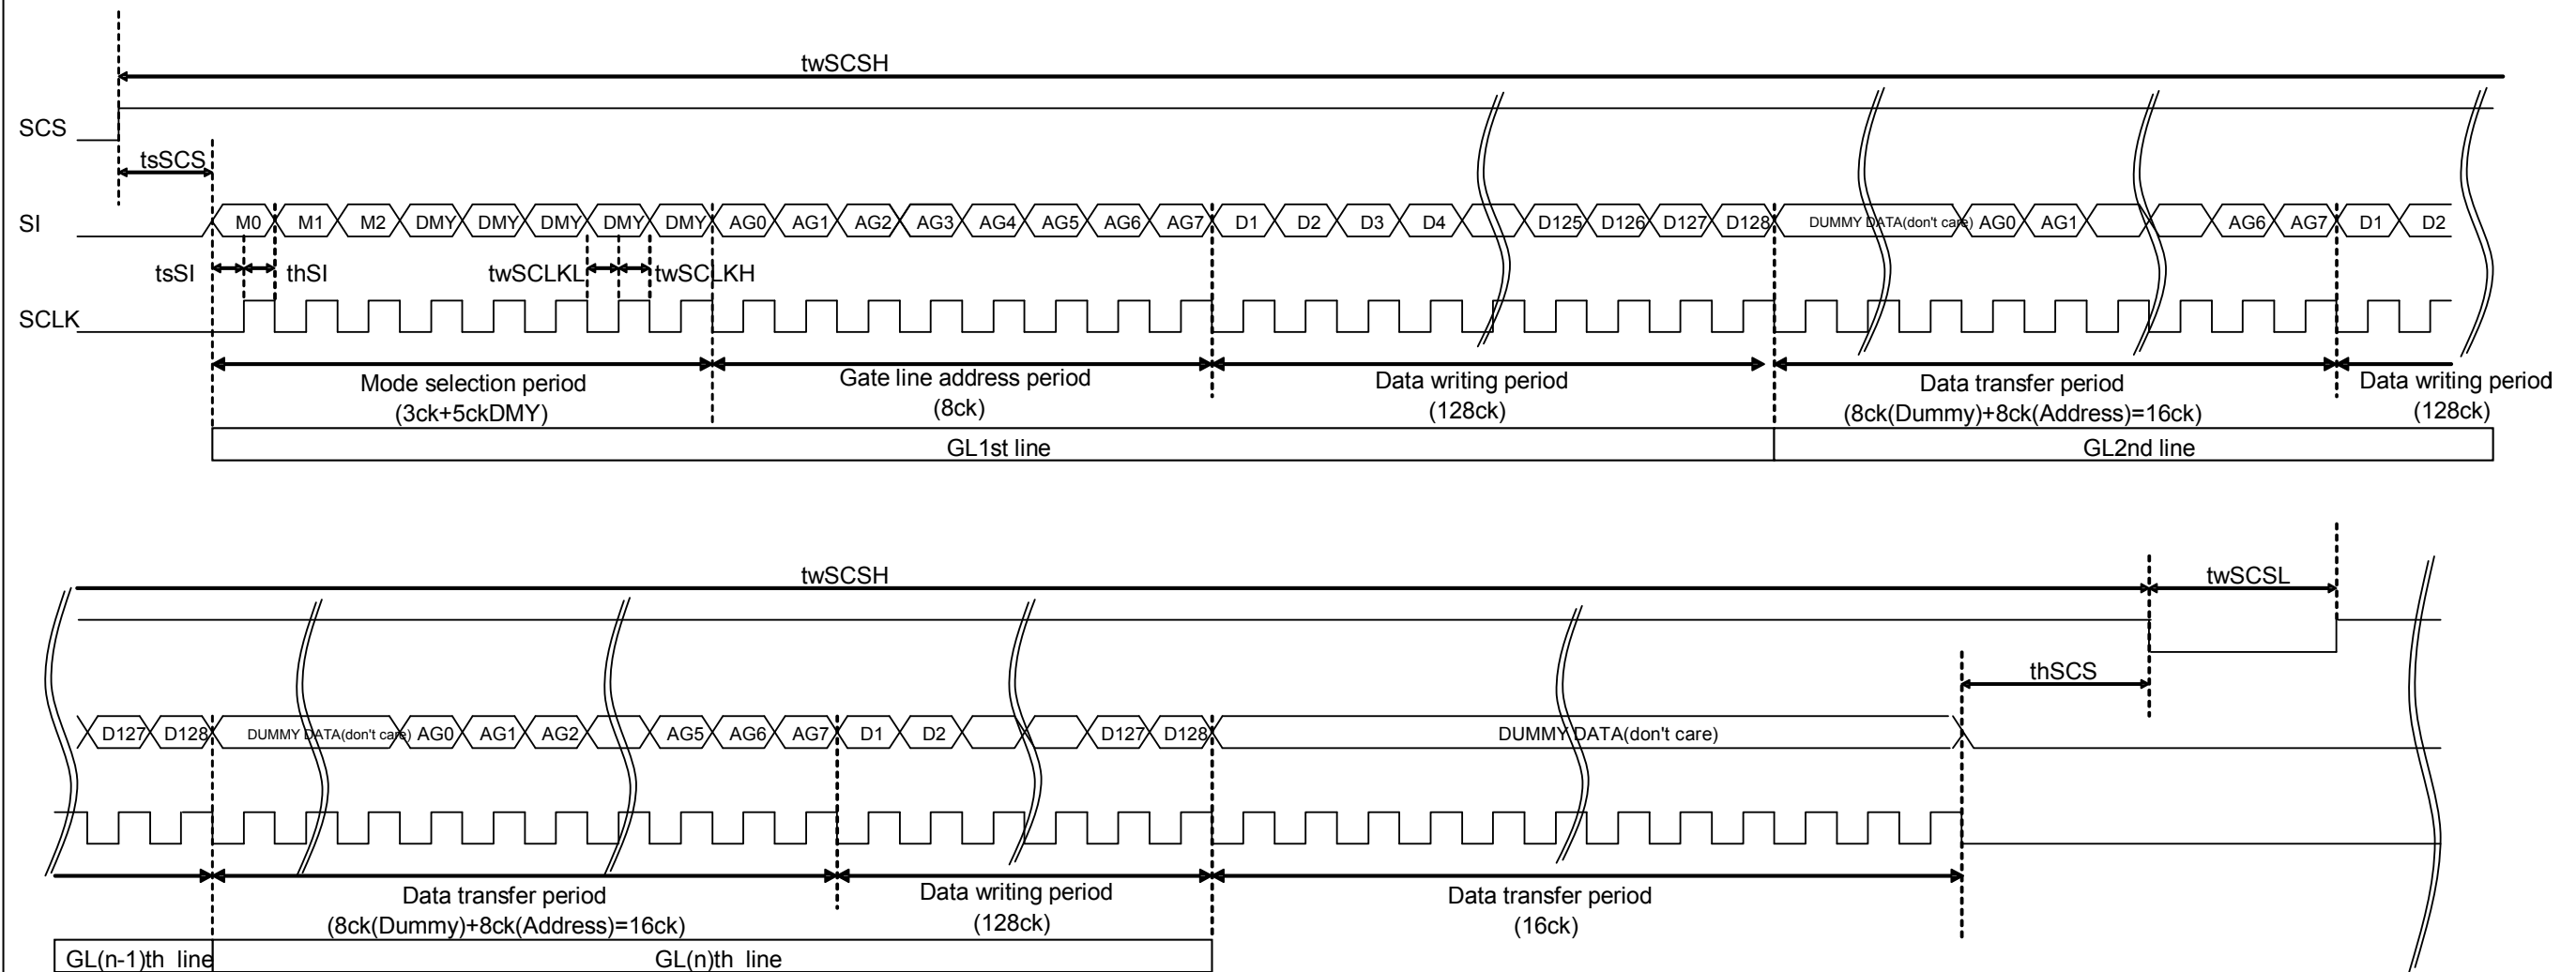 twSCSH
SCS
tsSCS
SI M0 M1 M2 DMY DMY DMY DMY DMY AG0 AG1 AG2 AG3 AG4 AG5 AG6 AG7 D1 D2 D3 D4 D125 D126 D127 D128 DUMMY DATA(don't care) AG0 AG1 AG6 AG7 D1 D2
tsSI thSI twSCLKL twSCLKH
SCLK
Mode selection period Gate line address period Data writing period Data transfer period Data writing period
(3ck+5ckDMY) (8ck) (128ck) (8ck(Dummy)+8ck(Address)=16ck) (128ck)
GL1st line GL2nd line
twSCSH twSCSL
thSCS
D127 D128 DUMMY DATA(don't care) AG0 AG1 AG2 AG5 AG6 AG7 D1 D2 D127 D128 DUMMY DATA(don't care)
Data transfer period Data writing period Data transfer period
(8ck(Dummy)+8ck(Address)=16ck) (128ck) (16ck)
GL(n-1)th line GL(n)th line